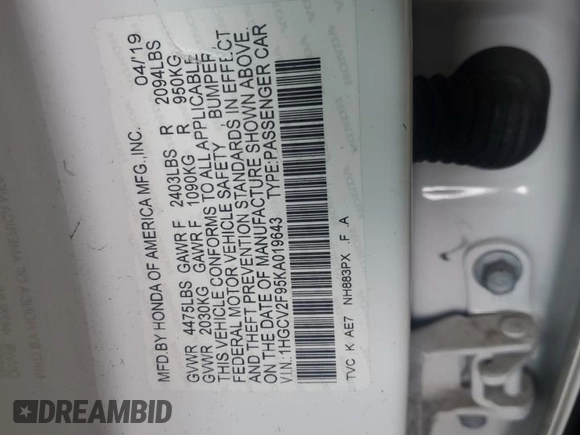 MFD.BY HONDA OF AMERICA MFG.,INC. 04/'19
GVWR 4475LBS GAWR F 2403LBS R 2094LBS
GVWR 2030KG GAWR F 1090KG R 950KG
THIS VEHICLE CONFORMS TO ALL APPLICABLE
FEDERAL MOTOR VEHICLE SAFETY , BUMPER,
AND THEFT PREVENTION STANDARDS IN EFFECT
ON THE DATE OF MANUFACTURE SHOWN ABOVE.
V.I.N.:1HGCV2F95KA019643 TYPE:PASSENGER CAR
TVC K AE7 NH883PX .F .A
DREAMBID